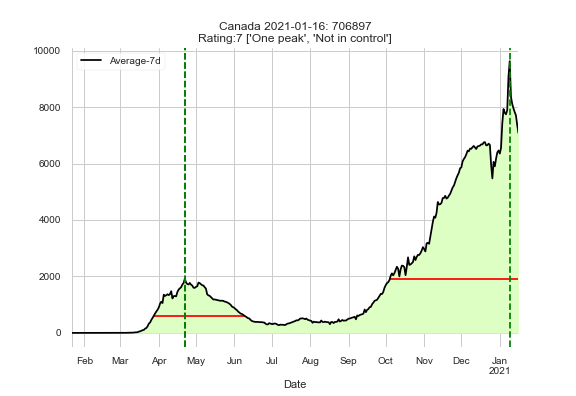 Canada 2021-01-16: 706897
Rating:7 ['One peak', 'Not in control']
Average-7d
10000
8000
6000
4000
2000
0
Feb Mar Apr May Jun Jul Aug Sep Oct Nov Dec Jan
2021
Date